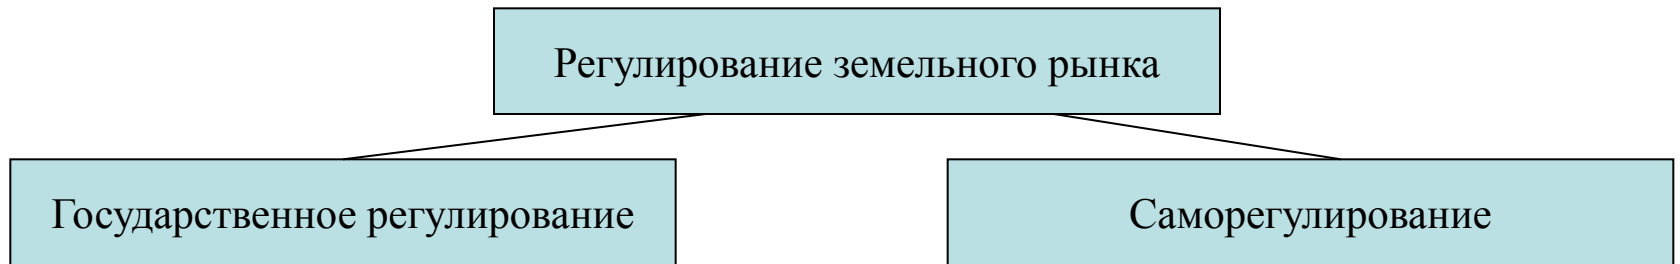 Регулирование земельного рынка
Государственное регулирование
Саморегулирование